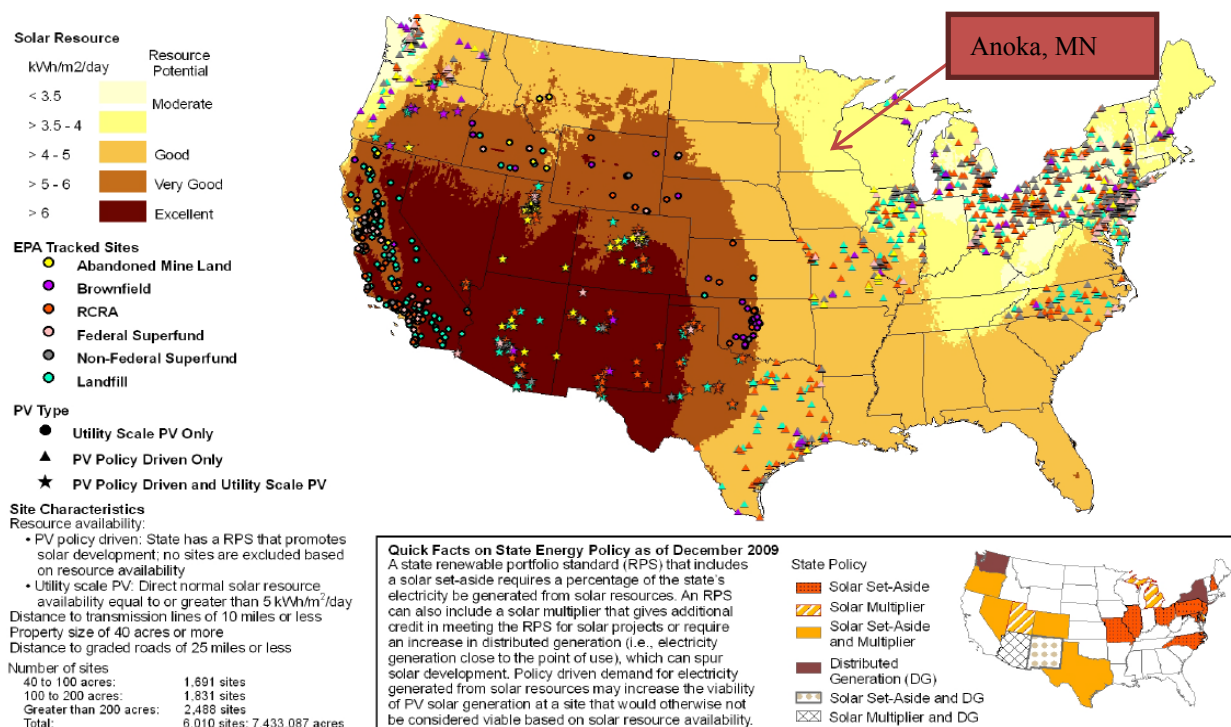 Solar Resource
kWh/m2/day
Resource
Potential
< 3.5
Moderate
> 3.5 - 4
> 4 - 5
Good
> 5 - 6
Very Good
> 6
Excellent
EPA Tracked Sites
Abandoned Mine Land
Brownfield
RCRA
Federal Superfund
Non-Federal Superfund
Landfill
PV Type
Utility Scale PV Only
PV Policy Driven Only
PV Policy Driven and Utility Scale PV
Site Characteristics
Resource availability:
• PV policy driven: State has a RPS that promotes
solar development; no sites are excluded based
on resource availability
• Utility scale PV: Direct normal solar resource
availability equal to or greater than 5 kWh/m²/day
Distance to transmission lines of 10 miles or less
Property size of 40 acres or more
Distance to graded roads of 25 miles or less
Number of sites
40 to 100 acres: 1,691 sites
100 to 200 acres: 1,831 sites
Greater than 200 acres: 2,488 sites
Total: 6,010 sites; 7,433,087 acres
Anoka, MN
Quick Facts on State Energy Policy as of December 2009
A state renewable portfolio standard (RPS) that includes
a solar set-aside requires a percentage of the state's
electricity be generated from solar resources. An RPS
can also include a solar multiplier that gives additional
credit in meeting the RPS for solar projects or require
an increase in distributed generation (i.e., electricity
generation close to the point of use), which can spur
solar development. Policy driven demand for electricity
generated from solar resources may increase the viability
of PV solar generation at a site that would otherwise not
be considered viable based on solar resource availability.
State Policy
Solar Set-Aside
Solar Multiplier
Solar Set-Aside
and Multiplier
Distributed
Generation (DG)
Solar Set-Aside and DG
Solar Multiplier and DG